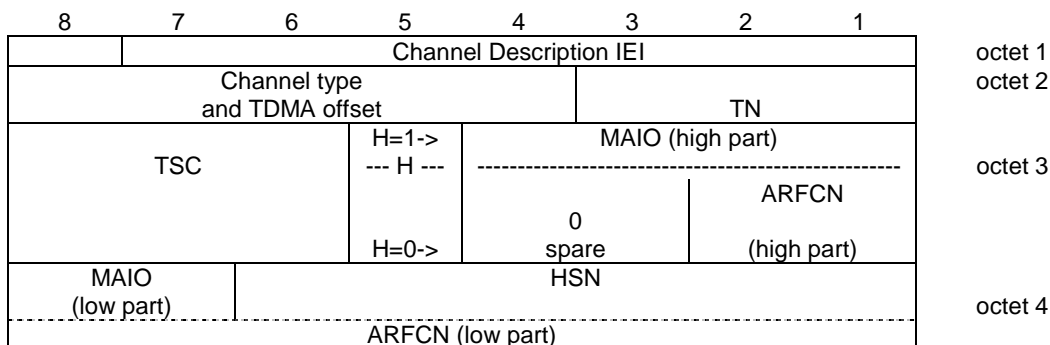 8 7 6 5 4 3 2 1
Channel Description IEI octet 1
Channel type octet 2
and TDMA offset TN
H=1-> MAIO (high part)
TSC --- H --- ------------------------------------------------------- octet 3
ARFCN
0
H=0-> spare (high part)
MAIO HSN
(low part) octet 4
ARFCN (low part)